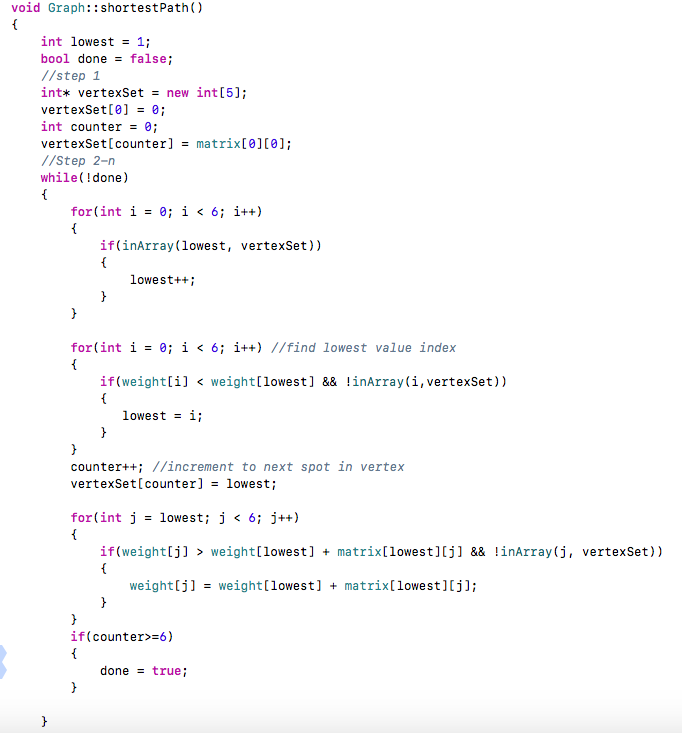 void Graph::shortestPath()
{
int lowest = 1;
bool done = false;
//step 1
int* vertexSet = new int[5];
vertexSet[0] = 0;
int counter = 0;
vertexSet[counter] = matrix[0][0];
//Step 2-n
while(!done)
{
for(int i = 0; i < 6; i++)
{
if(inArray(lowest, vertexSet))
{
lowest++;
}
}
for(int i = 0; i < 6; i++) //find lowest value index
{
if(weight[i] < weight[lowest] && !inArray(i,vertexSet))
{
lowest = i;
}
}
counter++; //increment to next spot in vertex
vertexSet[counter] = lowest;
for(int j = lowest; j < 6; j++)
{
if(weight[j] > weight[lowest] + matrix[lowest][j] && !inArray(j, vertexSet))
{
weight[j] = weight[lowest] + matrix[lowest][j];
}
}
if(counter>=6)
{
done = true;
}
}